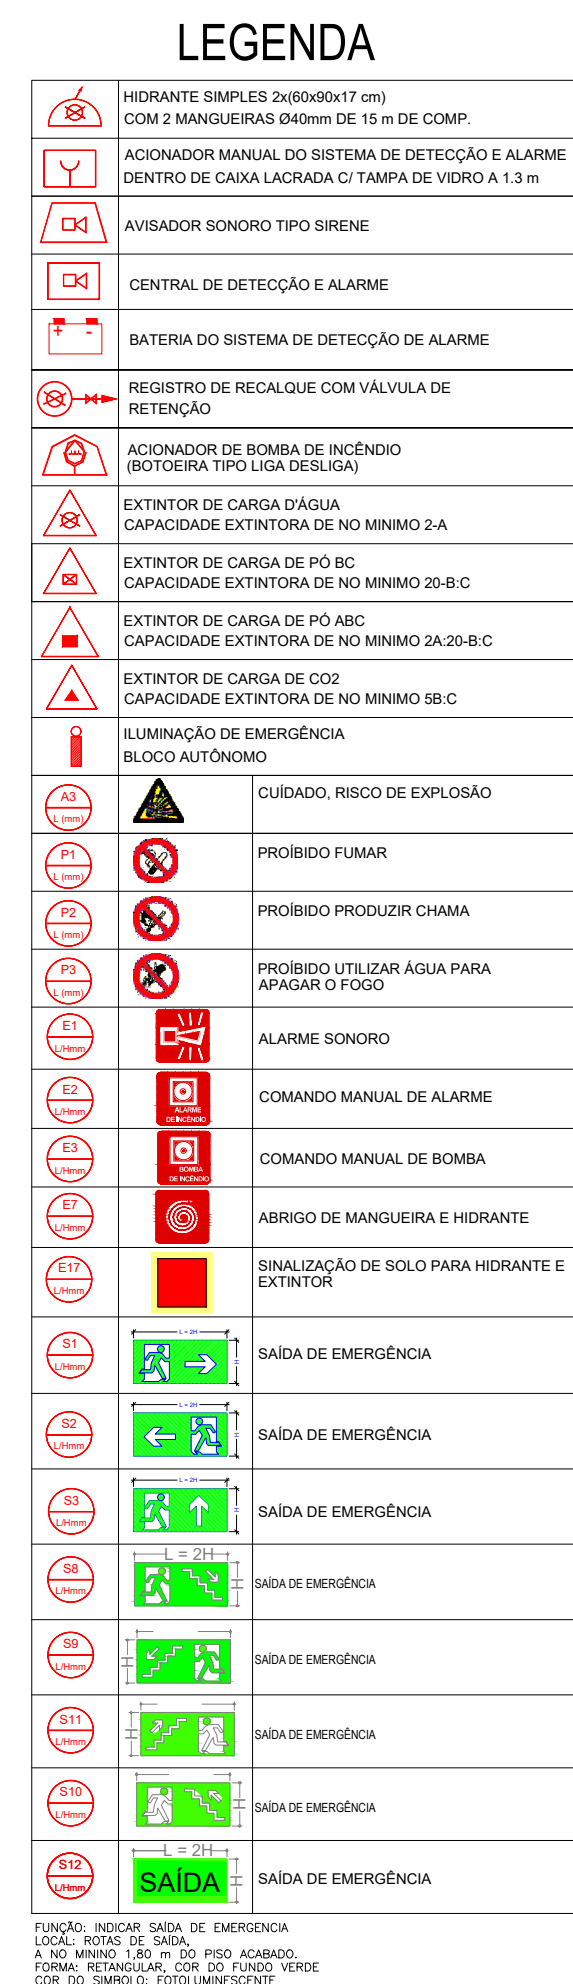 LEGENDA
HIDRANTE SIMPLES 2x(60x90x17 cm)
COM 2 MANGUEIRAS Ø40mm DE 15 m DE COMP.
ACIONADOR MANUAL DO SISTEMA DE DETECÇÃO E ALARME
DENTRO DE CAIXA LACRADA C/ TAMPA DE VIDRO A 1.3 m
AVISADOR SONORO TIPO SIRENE
CENTRAL DE DETECÇÃO E ALARME
+ -
BATERIA DO SISTEMA DE DETECÇÃO DE ALARME
REGISTRO DE RECALQUE COM VÁLVULA DE
RETENÇÃO
ACIONADOR DE BOMBA DE INCÊNDIO
(BOTOEIRA TIPO LIGA DESLIGA)
EXTINTOR DE CARGA D'ÁGUA
CAPACIDADE EXTINTORA DE NO MINIMO 2-A
EXTINTOR DE CARGA DE PÓ BC
CAPACIDADE EXTINTORA DE NO MINIMO 20-B:C
EXTINTOR DE CARGA DE PÓ ABC
CAPACIDADE EXTINTORA DE NO MINIMO 2A:20-B:C
EXTINTOR DE CARGA DE CO2
CAPACIDADE EXTINTORA DE NO MINIMO 5B:C
ILUMINAÇÃO DE EMERGÊNCIA
BLOCO AUTÔNOMO
A3
L (mm)
CUÍDADO, RISCO DE EXPLOSÃO
P1
L (mm)
PROÍBIDO FUMAR
P2
L (mm)
PROÍBIDO PRODUZIR CHAMA
P3
L (mm)
PROÍBIDO UTILIZAR ÁGUA PARA
APAGAR O FOGO
E1
L/Hmm
ALARME SONORO
E2
L/Hmm
ALARME
DE INCÊNDIO
COMANDO MANUAL DE ALARME
E3
L/Hmm
BOMBA
DE INCÊNDIO
COMANDO MANUAL DE BOMBA
E7
L/Hmm
ABRIGO DE MANGUEIRA E HIDRANTE
E17
L/Hmm
SINALIZAÇÃO DE SOLO PARA HIDRANTE E
EXTINTOR
S1
L/Hmm
L = 2H
H
SAÍDA DE EMERGÊNCIA
S2
L/Hmm
L = 2H
H
SAÍDA DE EMERGÊNCIA
S3
L/Hmm
L = 2H
H
SAÍDA DE EMERGÊNCIA
S8
L/Hmm
L = 2H
H
SAÍDA DE EMERGÊNCIA
S9
L/Hmm
H
SAÍDA DE EMERGÊNCIA
S11
L/Hmm
H
SAÍDA DE EMERGÊNCIA
S10
L/Hmm
H
SAÍDA DE EMERGÊNCIA
S12
L/Hmm
L = 2H
SAÍDA
H
SAÍDA DE EMERGÊNCIA
FUNÇÃO: INDICAR SAÍDA DE EMERGENCIA
LOCAL: ROTAS DE SAÍDA,
A NO MININO 1,80 m DO PISO ACABADO.
FORMA: RETANGULAR, COR DO FUNDO VERDE
COR DO SIMBOLO: FOTOLUMINESCENTE